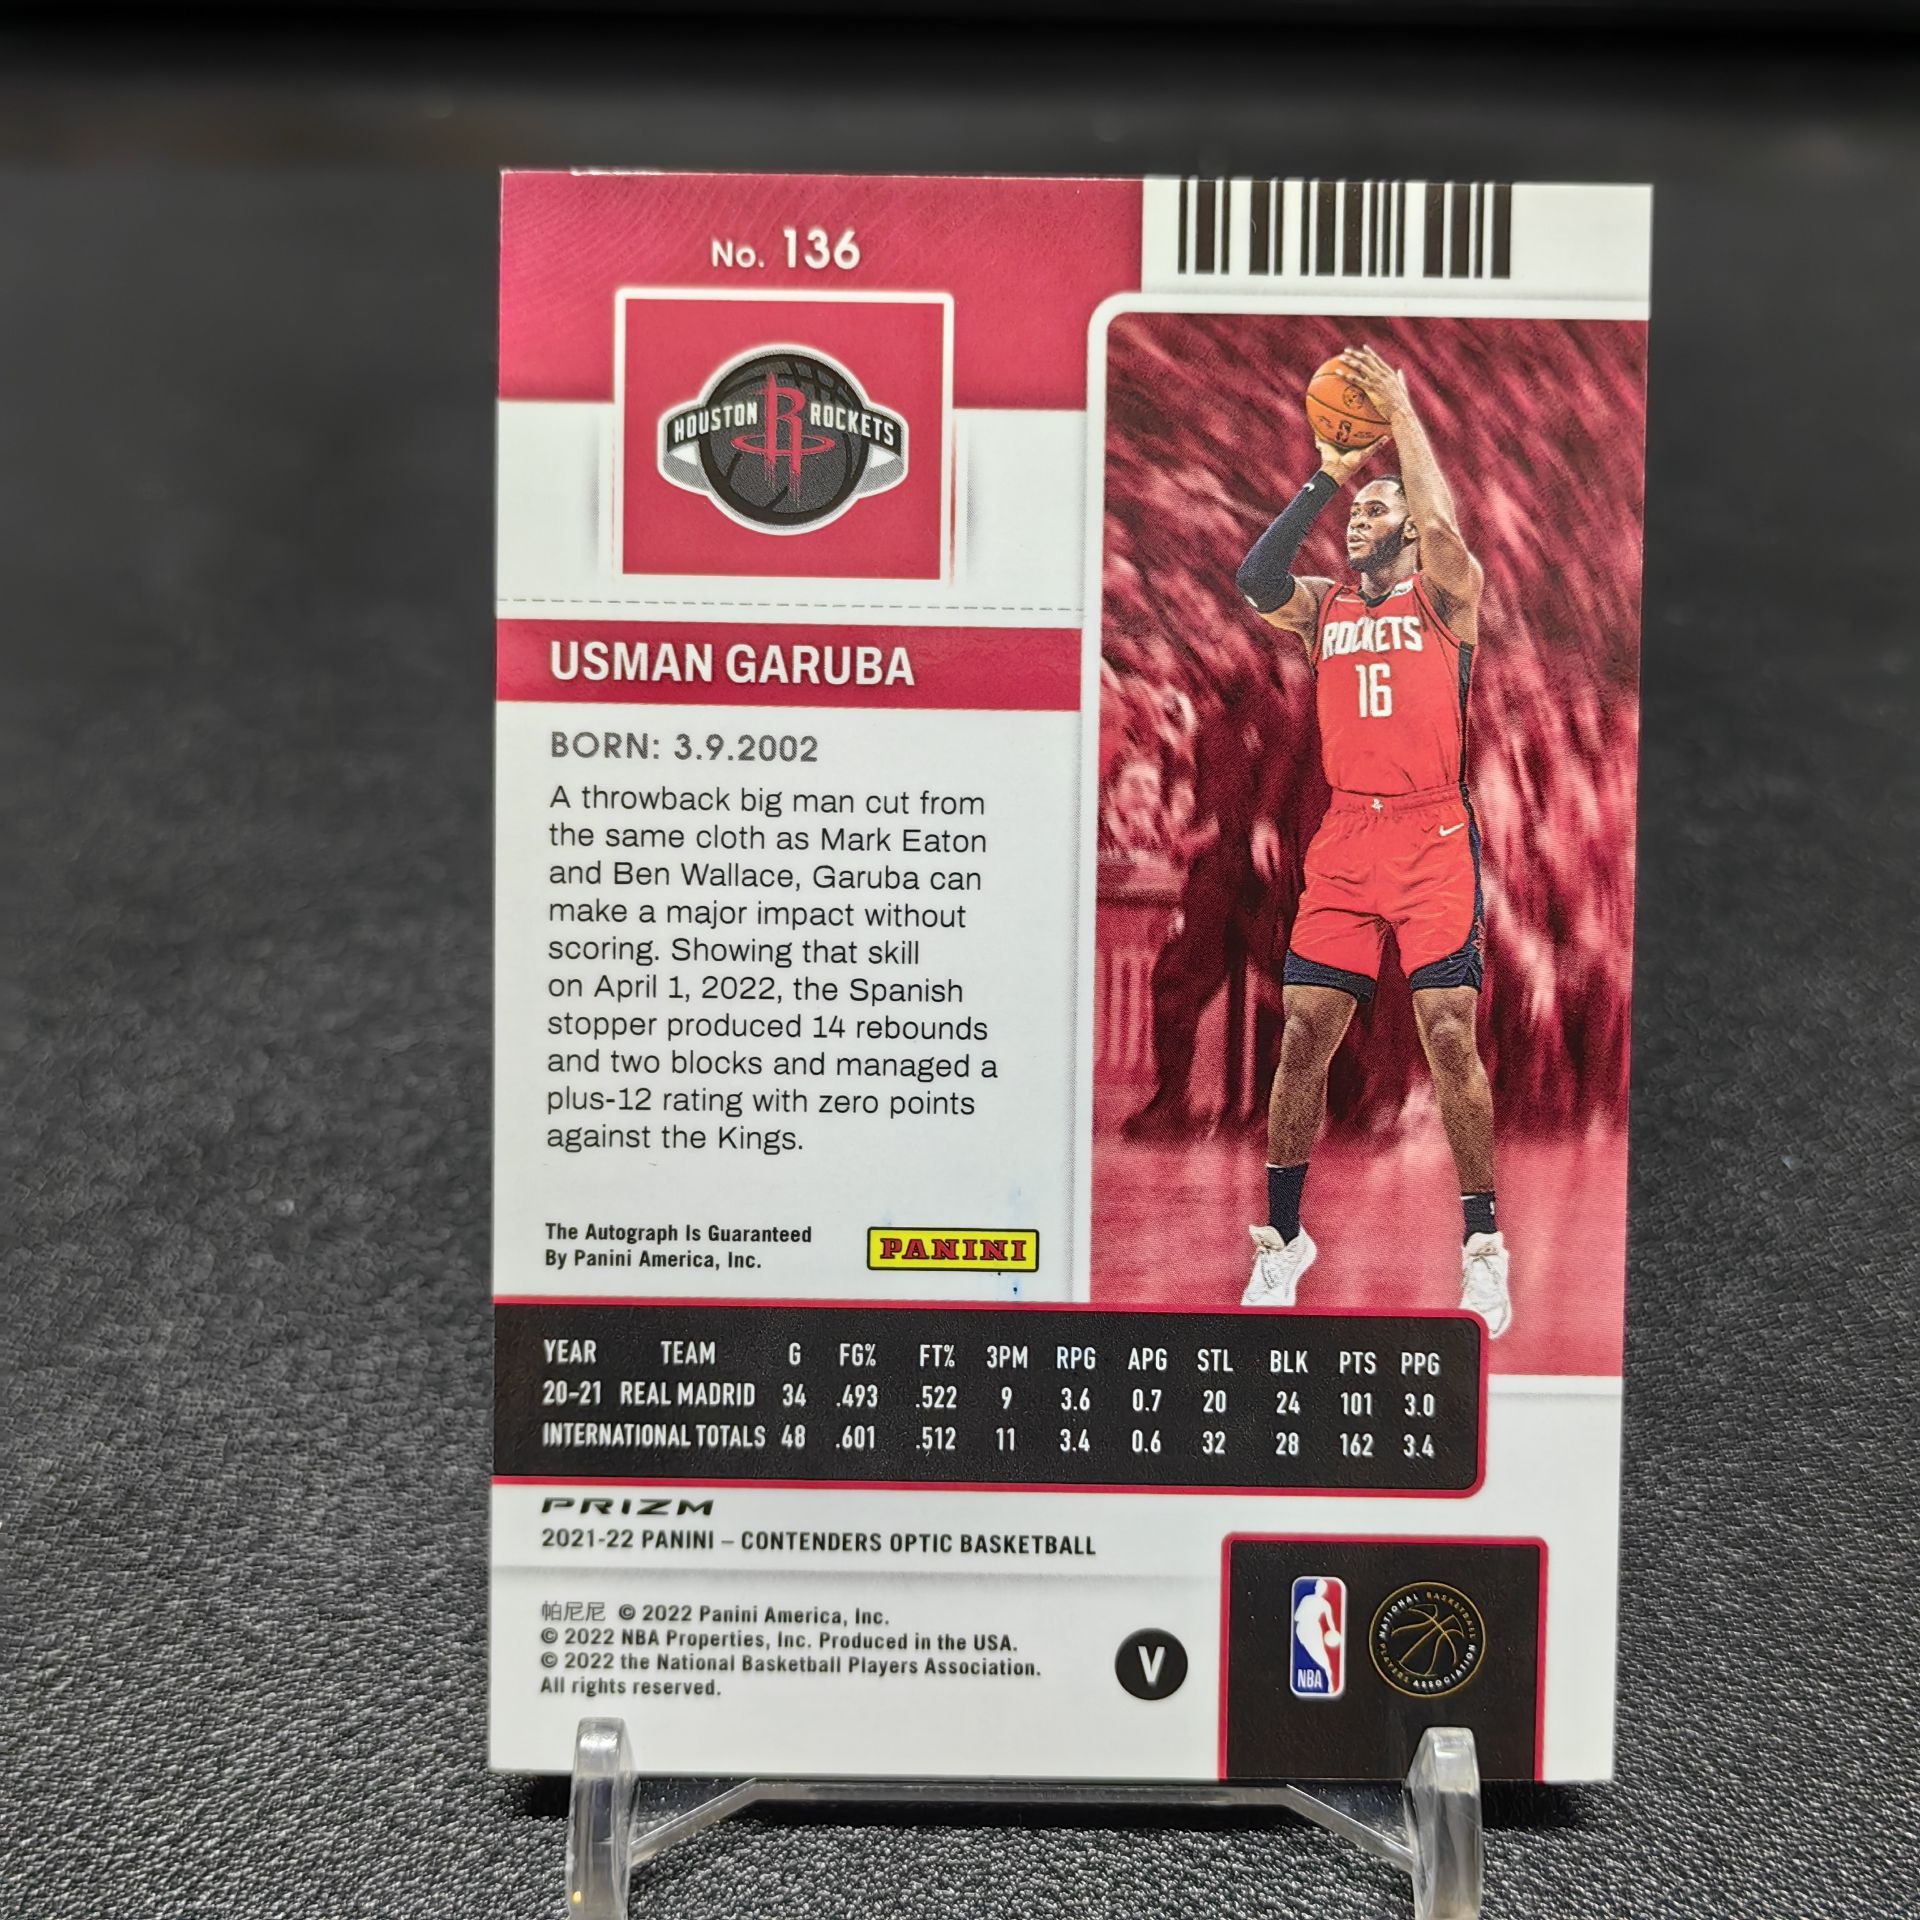 No. 136
HOUSTON ROCKETS
USMAN GARUBA
BORN: 3.9.2002
A throwback big man cut from
the same cloth as Mark Eaton
and Ben Wallace, Garuba can
make a major impact without
scoring. Showing that skill
on April 1, 2022, the Spanish
stopper produced 14 rebounds
and two blocks and managed a
plus-12 rating with zero points
against the Kings.
The Autograph Is Guaranteed
By Panini America, Inc.
PANINI
ROCKETS
16
YEAR TEAM G FG% FT% 3PM RPG APG STL BLK PTS PPG
20-21 REAL MADRID 34 .493 .522 9 3.6 0.7 20 24 101 3.0
INTERNATIONAL TOTALS 48 .601 .512 11 3.4 0.6 32 28 162 3.4
PRIZM
2021-22 PANINI – CONTENDERS OPTIC BASKETBALL
帕尼尼 © 2022 Panini America, Inc.
© 2022 NBA Properties, Inc. Produced in the USA.
© 2022 the National Basketball Players Association.
All rights reserved.
V
NBA
NATIONAL BASKETBALL PLAYERS ASSOCIATION